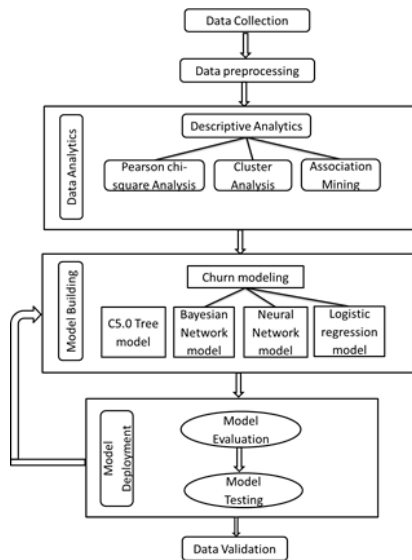 Data Collection
Data preprocessing
Data Analytics
Descriptive Analytics
Pearson chi-
square Analysis
Cluster
Analysis
Association
Mining
Model Building
Churn modeling
C5.0 Tree
model
Bayesian
Network
model
Neural
Network
model
Logistic
regression
model
Model
Deployment
Model
Evaluation
Model
Testing
Data Validation